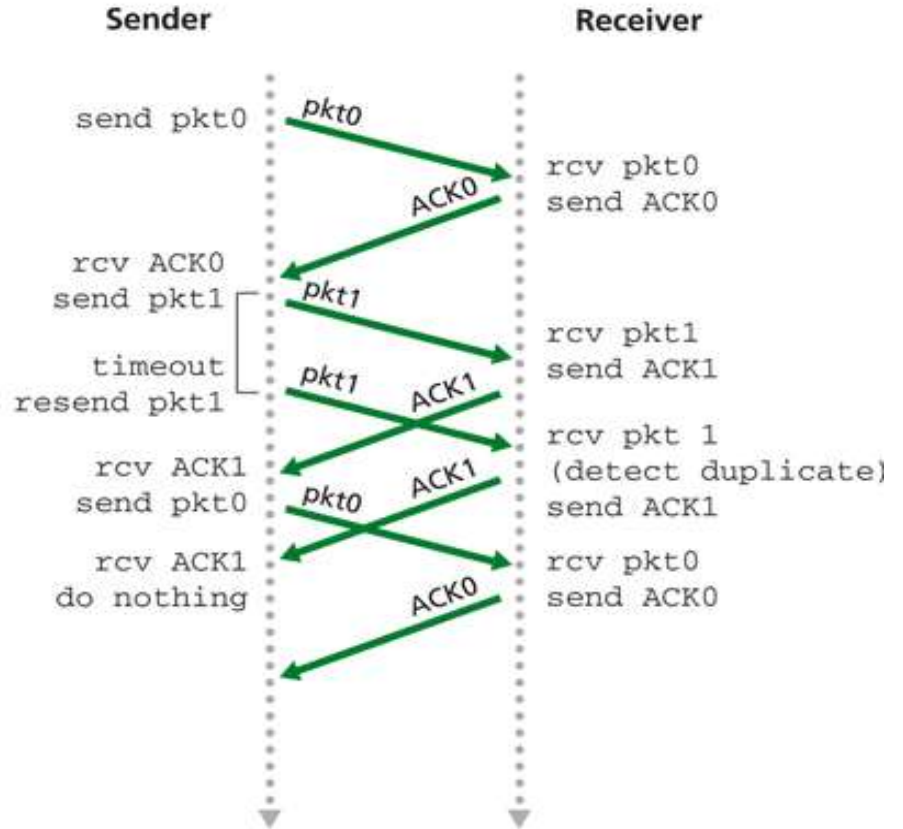 Sender
Receiver
send pkt0
pkt0
rcv pkt0
send ACK0
ACK0
rcv ACK0
send pkt1
pkt1
rcv pkt1
send ACK1
timeout
resend pkt1
pkt1
ACK1
rcv pkt 1
(detect duplicate)
send ACK1
rcv ACK1
send pkt0
ACK1
pkt0
rcv pkt0
send ACK0
rcv ACK1
do nothing
ACK0